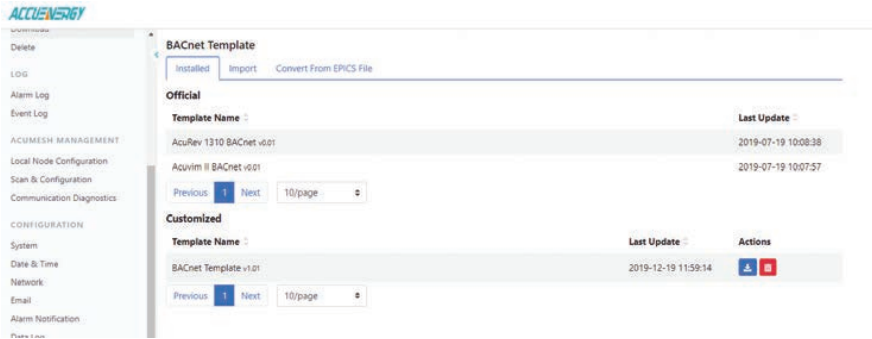 ACCUENERGY
Download
Delete
LOG
Alarm Log
Event Log
ACUMESH MANAGEMENT
Local Node Configuration
Scan & Configuration
Communication Diagnostics
CONFIGURATION
System
Date & Time
Network
Email
Alarm Notification
Data Log
BACnet Template
Installed Import Convert From EPICS File
Official
Template Name Last Update
AcuRev 1310 BACnet v0.01 2019-07-19 10:08:38
Acuvim II BACnet v0.01 2019-07-19 10:07:57
Previous 1 Next 10/page
Customized
Template Name Last Update Actions
BACnet Template v1.01 2019-12-19 11:59:14
Previous 1 Next 10/page